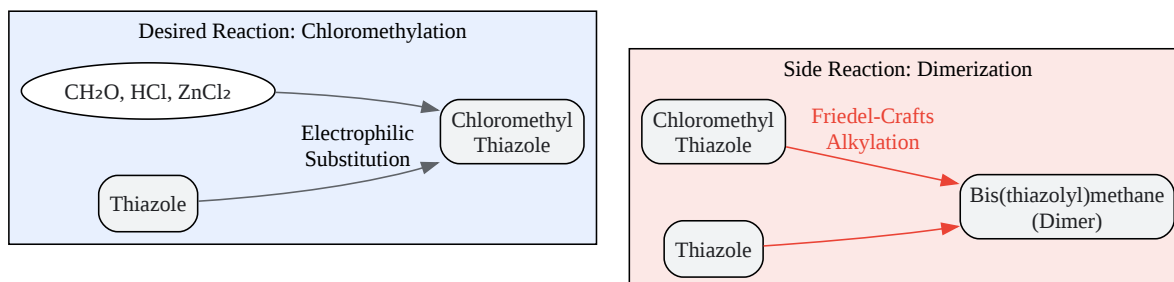 Desired Reaction: Chloromethylation
CH₂O, HCl, ZnCl₂
Electrophilic
Substitution
Chloromethyl
Thiazole
Thiazole
Side Reaction: Dimerization
Chloromethyl
Thiazole
Friedel-Crafts
Alkylation
Bis(thiazolyl)methane
(Dimer)
Thiazole